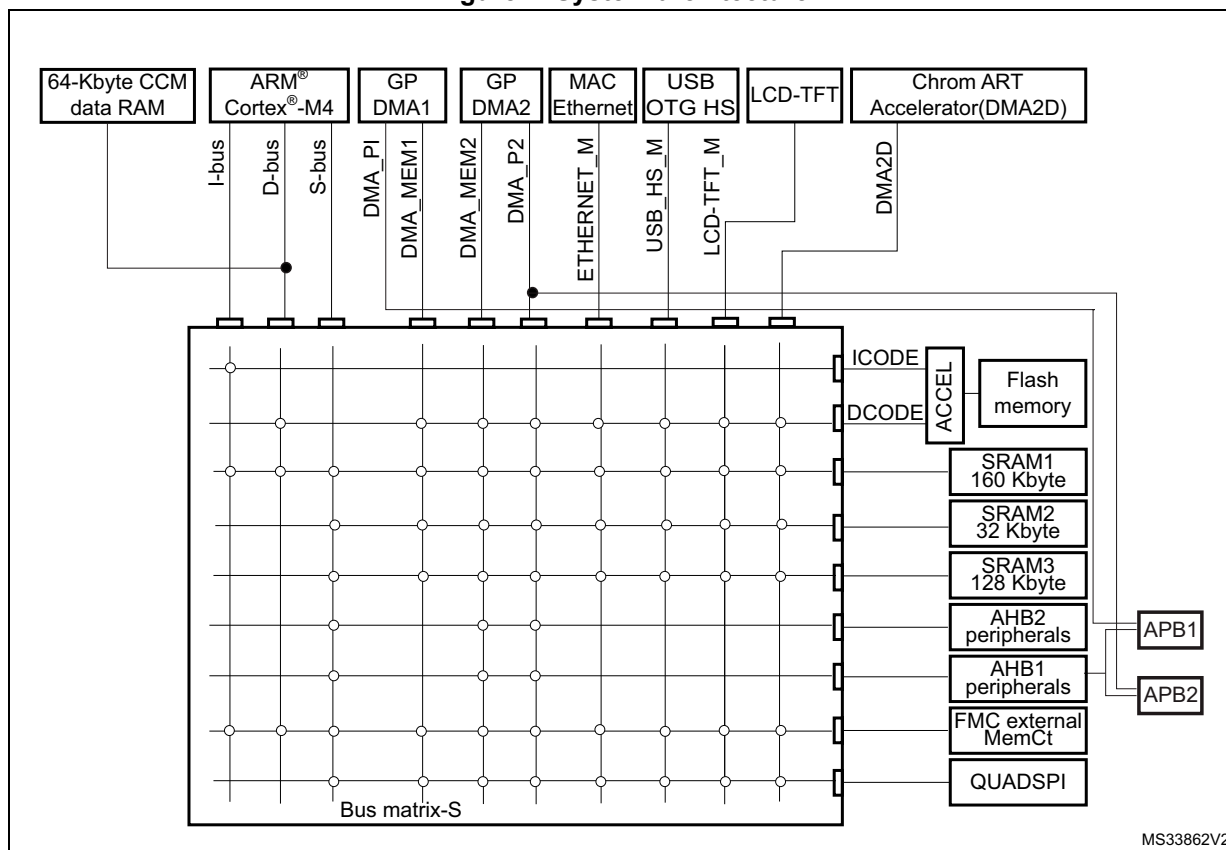 64-Kbyte CCM
data RAM
ARM®
Cortex®-M4
GP
DMA1
GP
DMA2
MAC
Ethernet
USB
OTG HS
LCD-TFT
Chrom ART
Accelerator(DMA2D)
I-bus
D-bus
S-bus
DMA_PI
DMA_MEM1
DMA_MEM2
DMA_P2
ETHERNET_M
USB_HS_M
LCD-TFT_M
DMA2D
ICODE
DCODE
ACCEL
Flash
memory
SRAM1
160 Kbyte
SRAM2
32 Kbyte
SRAM3
128 Kbyte
AHB2
peripherals
AHB1
peripherals
FMC external
MemCt
QUADSPI
APB1
APB2
Bus matrix-S
MS33862V2